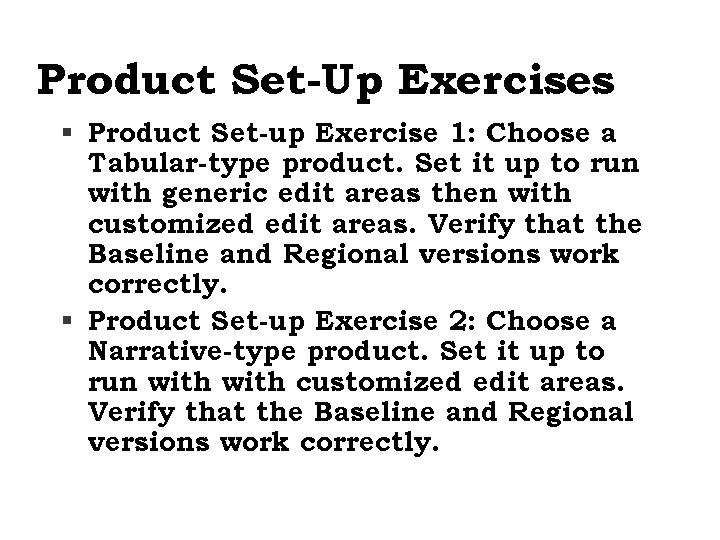 Product Set-Up Exercises
▪ Product Set-up Exercise 1: Choose a
Tabular-type product. Set it up to run
with generic edit areas then with
customized edit areas. Verify that the
Baseline and Regional versions work
correctly.
▪ Product Set-up Exercise 2: Choose a
Narrative-type product. Set it up to
run with with customized edit areas.
Verify that the Baseline and Regional
versions work correctly.